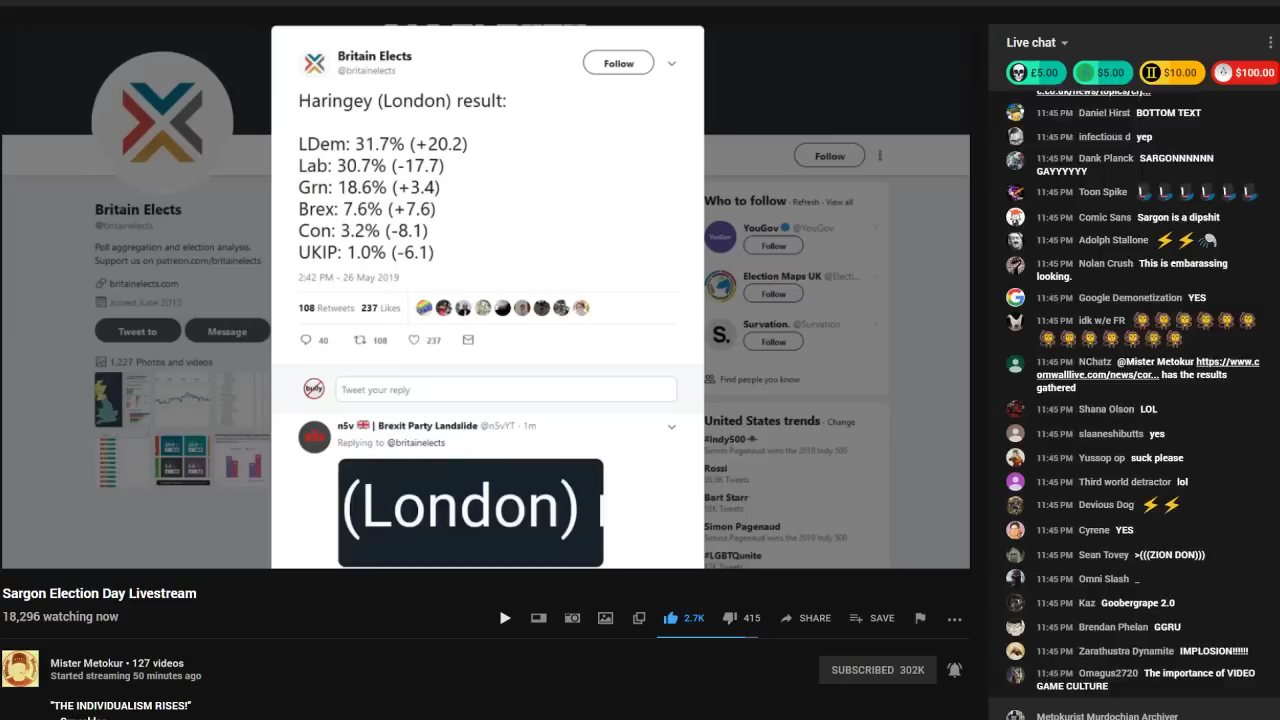 Britain Elects
@britainelects
Follow
Haringey (London) result:
LDem: 31.7% (+20.2)
Lab: 30.7% (-17.7)
Grn: 18.6% (+3.4)
Brex: 7.6% (+7.6)
Con: 3.2% (-8.1)
UKIP: 1.0% (-6.1)
2:42 PM - 26 May 2019
108 Retweets 237 Likes
40 108 237
bully
Tweet your reply
n5v 🇬🇧 | Brexit Party Landslide @n5vYT · 1m
Replying to @britainelects
n5v
(London)
Britain Elects
@britainelects
Poll aggregation and election analysis.
Support us on patreon.com/britainelects
britainelects.com
Joined June 2013
Tweet to Message
1,227 Photos and videos
Follow
Who to follow · Refresh · View all
YouGov @YouGov
YouGov
Follow
Election Maps UK @Electi...
Follow
Survation. @Survation
S.
Follow
Find people you know
United States trends · Change
#Indy500
Simon Pagenaud wins the 2019 Indy 500
Rossi
Bart Starr
Simon Pagenaud
Simon Pagenaud wins the 2019 Indy 500
#LGBTQunite
Sargon Election Day Livestream
18,296 watching now
2.7K 415 SHARE SAVE
Mister Metokur • 127 videos
Started streaming 50 minutes ago
SUBSCRIBED 302K
"THE INDIVIDUALISM RISES!"
Live chat
£5.00 $5.00 $10.00 $100.00
11:45 PM Daniel Hirst BOTTOM TEXT
11:45 PM infectious d yep
11:45 PM Dank Planck SARGONNNNN
GAYYYYYY
11:45 PM Toon Spike
11:45 PM Comic Sans Sargon is a dipshit
11:45 PM Adolph Stallone ⚡⚡
11:45 PM Nolan Crush This is embarassing
looking.
11:45 PM Google Demonetization YES
11:45 PM idk w/e FR
11:45 PM NChatz @Mister Metokur https://www.c
ornwalllive.com/news/cor... has the results
gathered
11:45 PM Shana Olson LOL
11:45 PM slaaneshibutts yes
11:45 PM Yussop op suck please
11:45 PM Third world detractor lol
11:45 PM Devious Dog ⚡⚡
11:45 PM Cyrene YES
11:45 PM Sean Tovey >(((ZION DON)))
11:45 PM Omni Slash _
11:45 PM Kaz Goobergrape 2.0
11:45 PM Brendan Phelan GGRU
11:45 PM Zarathustra Dynamite IMPLOSION!!!!!!
11:45 PM Omagus2720 The importance of VIDEO
GAME CULTURE
Metokurist Murdochian Archiver